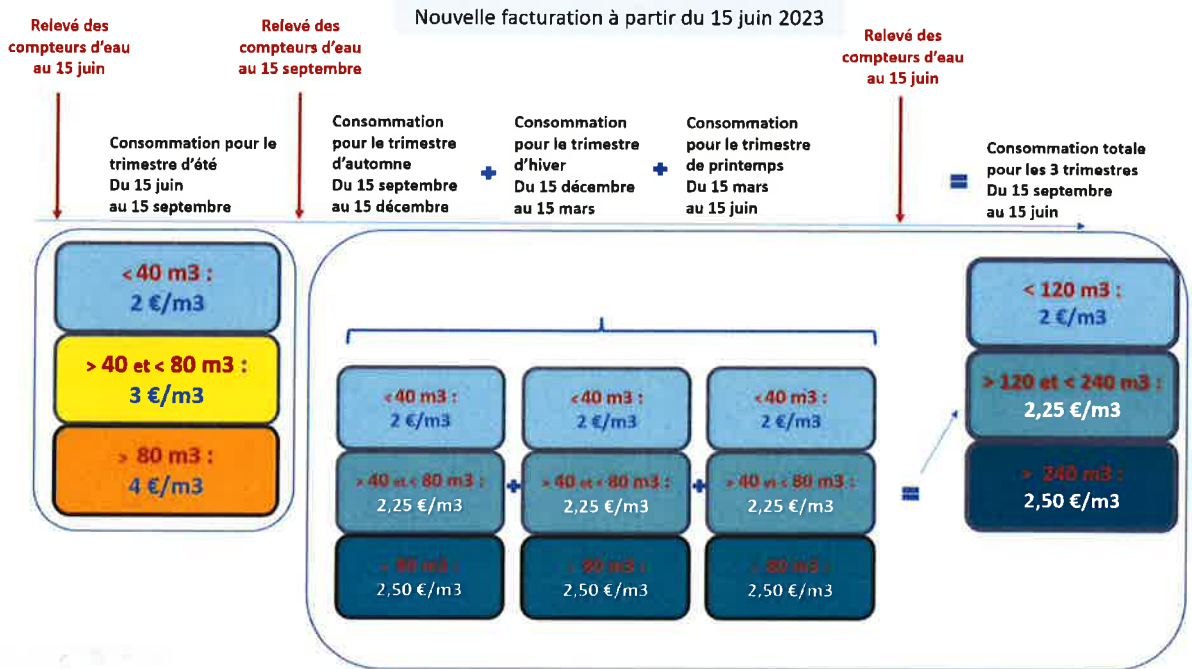 Nouvelle facturation à partir du 15 juin 2023
Relevé des
compteurs d'eau
au 15 juin
Relevé des
compteurs d'eau
au 15 septembre
Relevé des
compteurs d'eau
au 15 juin
Consommation pour le
trimestre d'été
Du 15 juin
au 15 septembre
Consommation
pour le trimestre
d'automne
Du 15 septembre
au 15 décembre
+
Consommation
pour le trimestre
d'hiver
Du 15 décembre
au 15 mars
+
Consommation
pour le trimestre
de printemps
Du 15 mars
au 15 juin
=
Consommation totale
pour les 3 trimestres
Du 15 septembre
au 15 juin
< 40 m3 :
2 €/m3
> 40 et < 80 m3 :
3 €/m3
> 80 m3 :
4 €/m3
<40 m3 :
2 €/m3
> 40 et < 80 m3 :
2,25 €/m3
80 m3 :
2,50 €/m3
+
<40 m3 :
2 €/m3
> 40 et < 80 m3 :
2,25 €/m3
80 m3 :
2,50 €/m3
+
<40 m3 :
2 €/m3
> 40 et < 80 m3 :
2,25 €/m3
80 m3 :
2,50 €/m3
=
< 120 m3 :
2 €/m3
> 120 et < 240 m3 :
2,25 €/m3
> 240 m3 :
2,50 €/m3